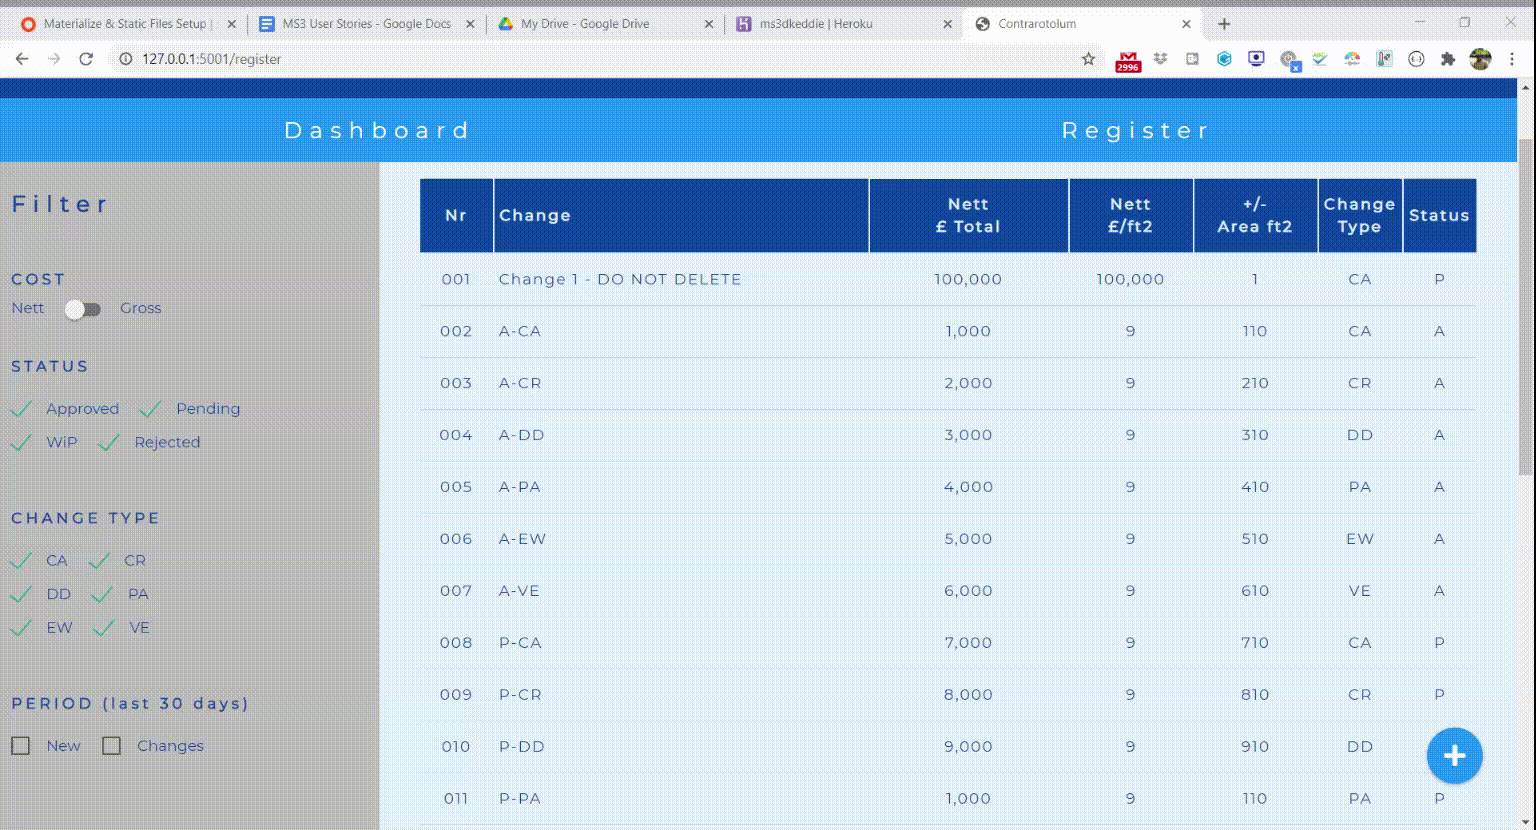 Materialize & Static Files Setup |
MS3 User Stories - Google Docs
My Drive - Google Drive
ms3dkeddie | Heroku
Contrarotolum
127.0.0.1:5001/register
2996
Dashboard Register
Filter
COST
Nett Gross
STATUS
Approved Pending
WiP Rejected
CHANGE TYPE
CA CR
DD PA
EW VE
PERIOD (last 30 days)
New Changes
Nr Change Nett £ Total Nett £/ft2 +/- Area ft2 Change Type Status
001 Change 1 - DO NOT DELETE 100,000 100,000 1 CA P
002 A-CA 1,000 9 110 CA A
003 A-CR 2,000 9 210 CR A
004 A-DD 3,000 9 310 DD A
005 A-PA 4,000 9 410 PA A
006 A-EW 5,000 9 510 EW A
007 A-VE 6,000 9 610 VE A
008 P-CA 7,000 9 710 CA P
009 P-CR 8,000 9 810 CR P
010 P-DD 9,000 9 910 DD
011 P-PA 1,000 9 110 PA P